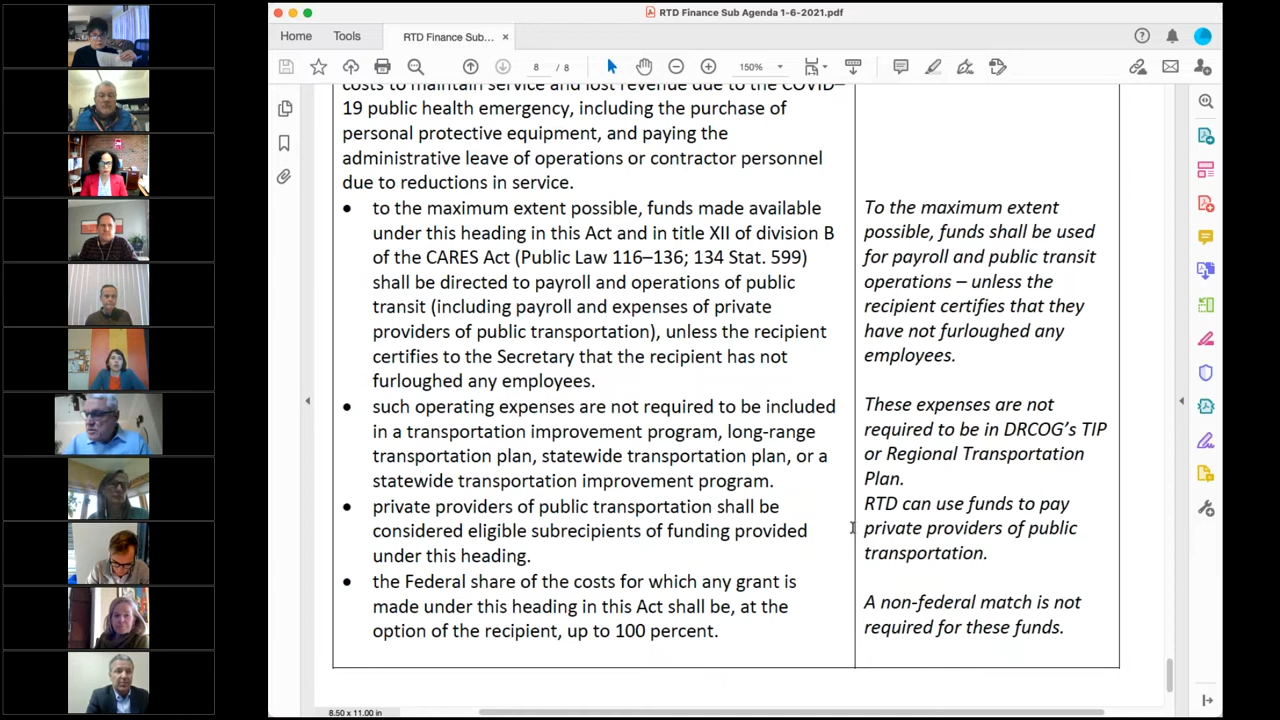 RTD Finance Sub Agenda 1-6-2021.pdf
Home
Tools
RTD Finance Sub...
8 / 8
150%
costs to maintain service and lost revenue due to the COVID–
19 public health emergency, including the purchase of
personal protective equipment, and paying the
administrative leave of operations or contractor personnel
due to reductions in service.
• to the maximum extent possible, funds made available
under this heading in this Act and in title XII of division B
of the CARES Act (Public Law 116–136; 134 Stat. 599)
shall be directed to payroll and operations of public
transit (including payroll and expenses of private
providers of public transportation), unless the recipient
certifies to the Secretary that the recipient has not
furloughed any employees.
• such operating expenses are not required to be included
in a transportation improvement program, long-range
transportation plan, statewide transportation plan, or a
statewide transportation improvement program.
• private providers of public transportation shall be
considered eligible subrecipients of funding provided
under this heading.
• the Federal share of the costs for which any grant is
made under this heading in this Act shall be, at the
option of the recipient, up to 100 percent.
To the maximum extent
possible, funds shall be used
for payroll and public transit
operations – unless the
recipient certifies that they
have not furloughed any
employees.
These expenses are not
required to be in DRCOG's TIP
or Regional Transportation
Plan.
RTD can use funds to pay
private providers of public
transportation.
A non-federal match is not
required for these funds.
8.50 x 11.00 in